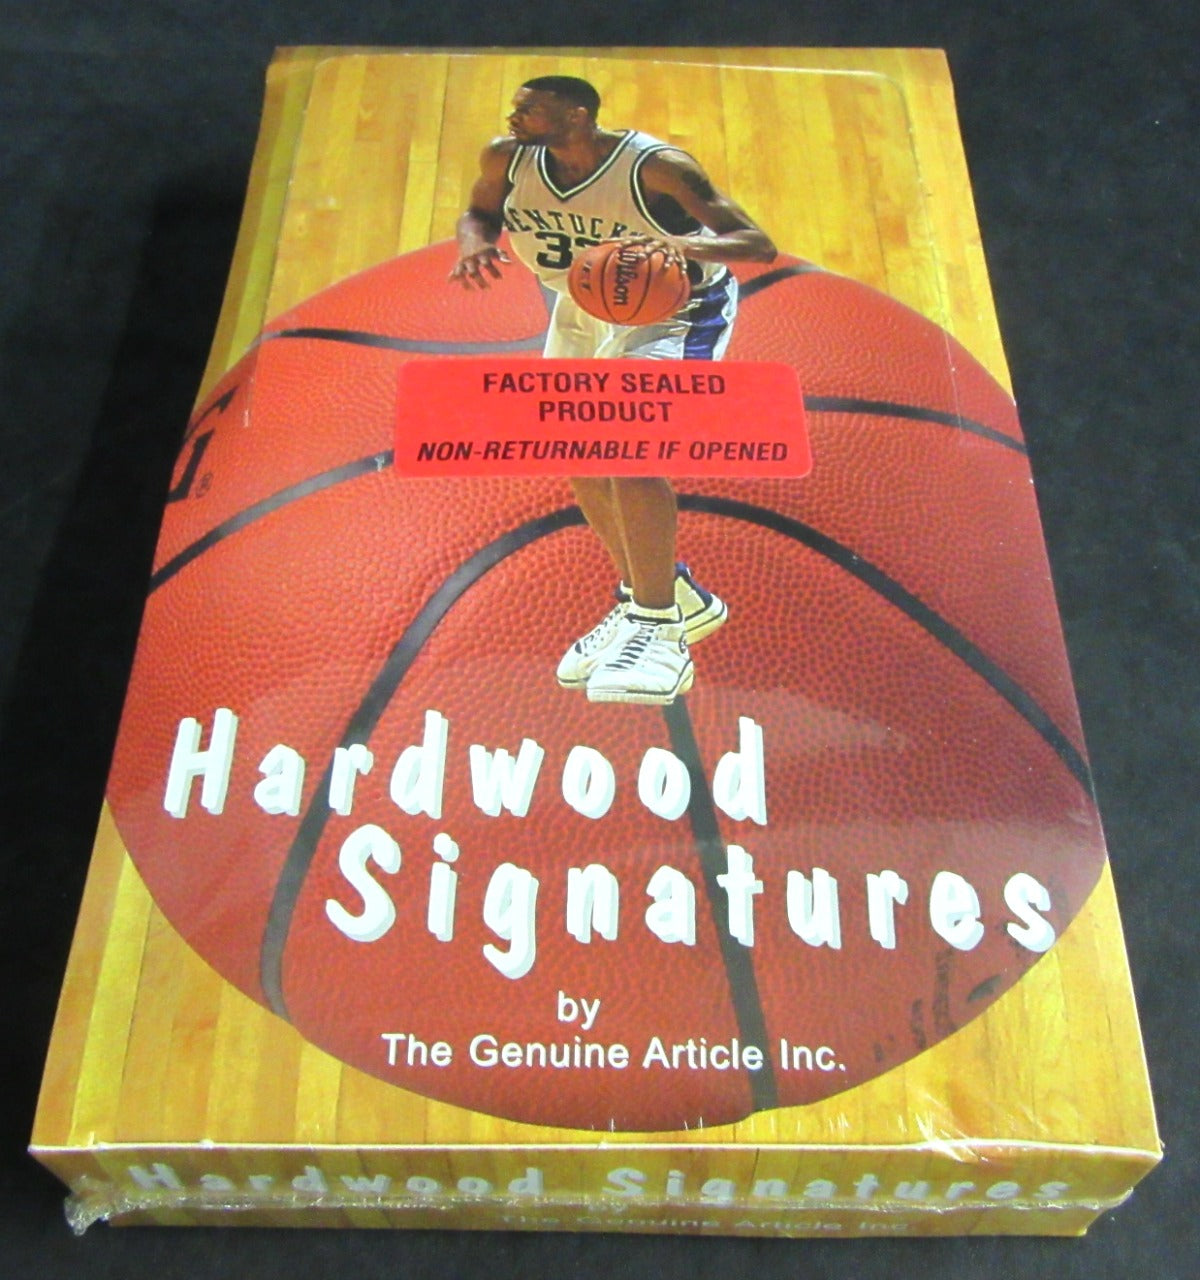 KENTUCKY
Wilson
FACTORY SEALED
PRODUCT
NON-RETURNABLE IF OPENED
®
Hardwood
Signatures
by
The Genuine Article Inc.
Hardwood Signatures
by
The Genuine Article Inc